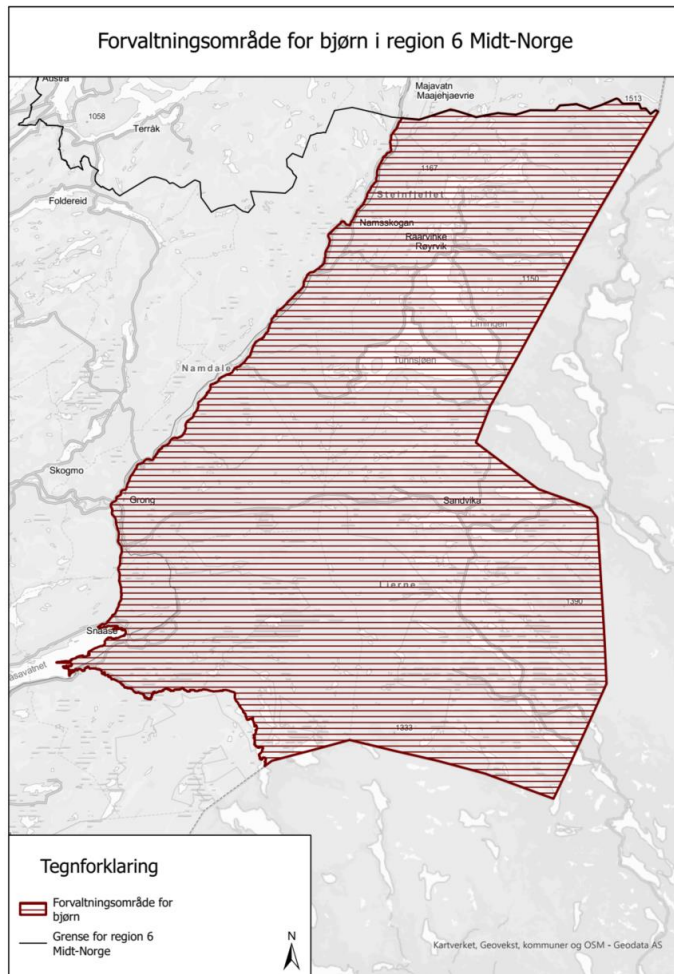 Forvaltningsområde for bjørn i region 6 Midt-Norge
Austra
Majavatn
Maajehjaevrie
1513
1058
Terråk
1167
Steinfjellet
Foldereid
Namsskogan
Raarvihke
Røyrvik
1150
Limingen
Tunnsjøen
Namdalen
Skogmo
Grong
Sandvika
Lierne
1390
Snåase
1333
Tegnforklaring
Forvaltningsområde for
bjørn
Grense for region 6
Midt-Norge
N
Kartverket, Geovekst, kommuner og OSM - Geodata AS